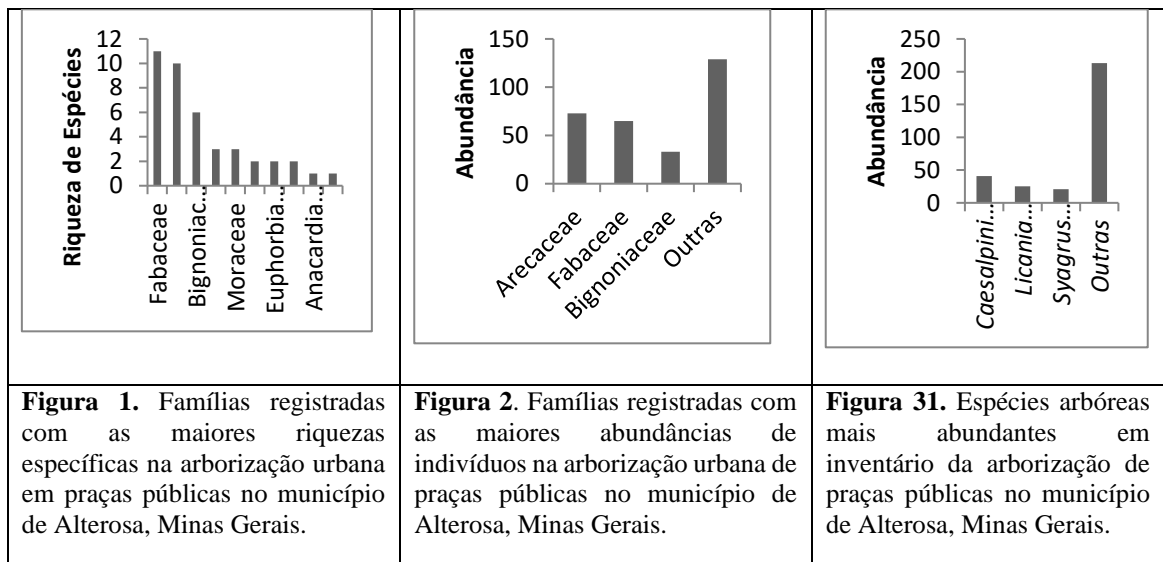 Riqueza de Espécies
12
10
8
6
4
2
0
Fabaceae
Bignoniac...
Moraceae
Euphorbia...
Anacardia...
Abundância
150
100
50
0
Arecaceae
Fabaceae
Bignoniaceae
Outras
Abundância
250
200
150
100
50
0
Caesalpini...
Licania...
Syagrus...
Outras
Figura 1. Famílias registradas
com as maiores riquezas
específicas na arborização urbana
em praças públicas no município
de Alterosa, Minas Gerais.
Figura 2. Famílias registradas com
as maiores abundâncias de
indivíduos na arborização urbana de
praças públicas no município de
Alterosa, Minas Gerais.
Figura 31. Espécies arbóreas
mais abundantes em
inventário da arborização de
praças públicas no município
de Alterosa, Minas Gerais.